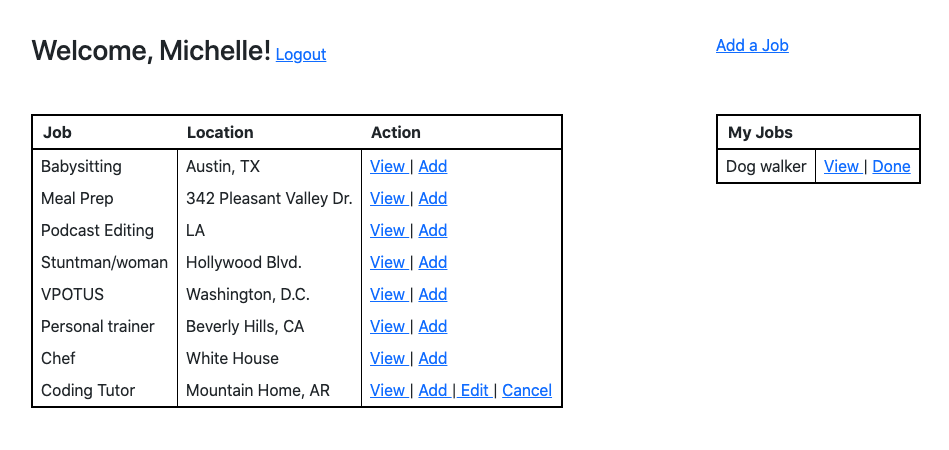 Welcome, Michelle! Logout
Add a Job
Job Location Action
Babysitting Austin, TX View | Add
Meal Prep 342 Pleasant Valley Dr. View | Add
Podcast Editing LA View | Add
Stuntman/woman Hollywood Blvd. View | Add
VPOTUS Washington, D.C. View | Add
Personal trainer Beverly Hills, CA View | Add
Chef White House View | Add
Coding Tutor Mountain Home, AR View | Add | Edit | Cancel
My Jobs
Dog walker View | Done